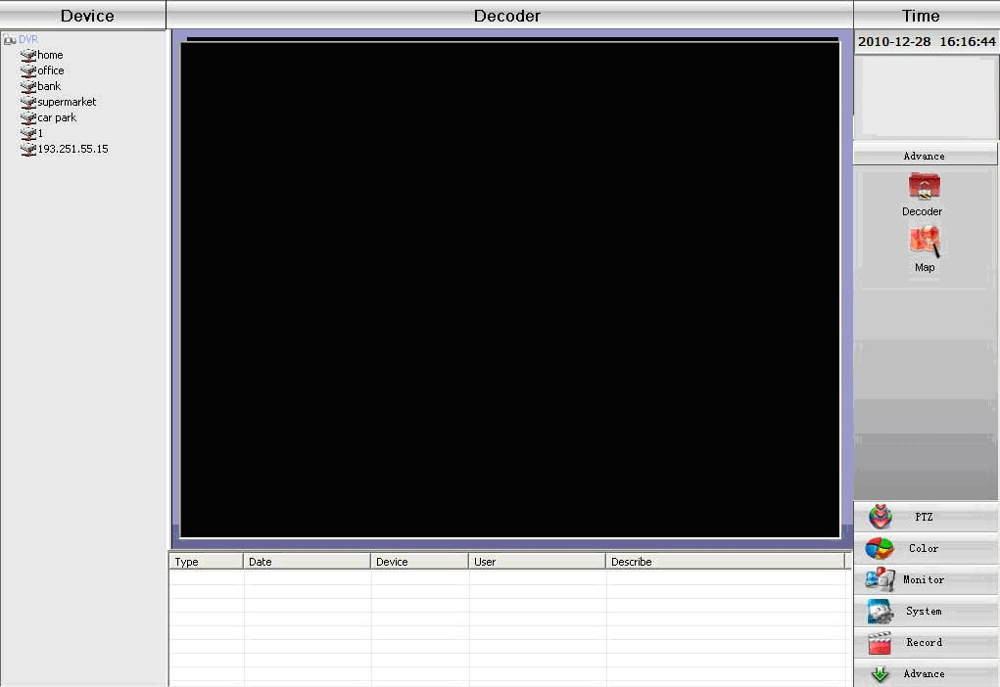 Device
Decoder
Time
DVR
home
office
bank
supermarket
car park
1
193.251.55.15
2010-12-28 16:16:44
Advance
Decoder
Map
PTZ
Color
Monitor
System
Record
Advance
Type Date Device User Describe